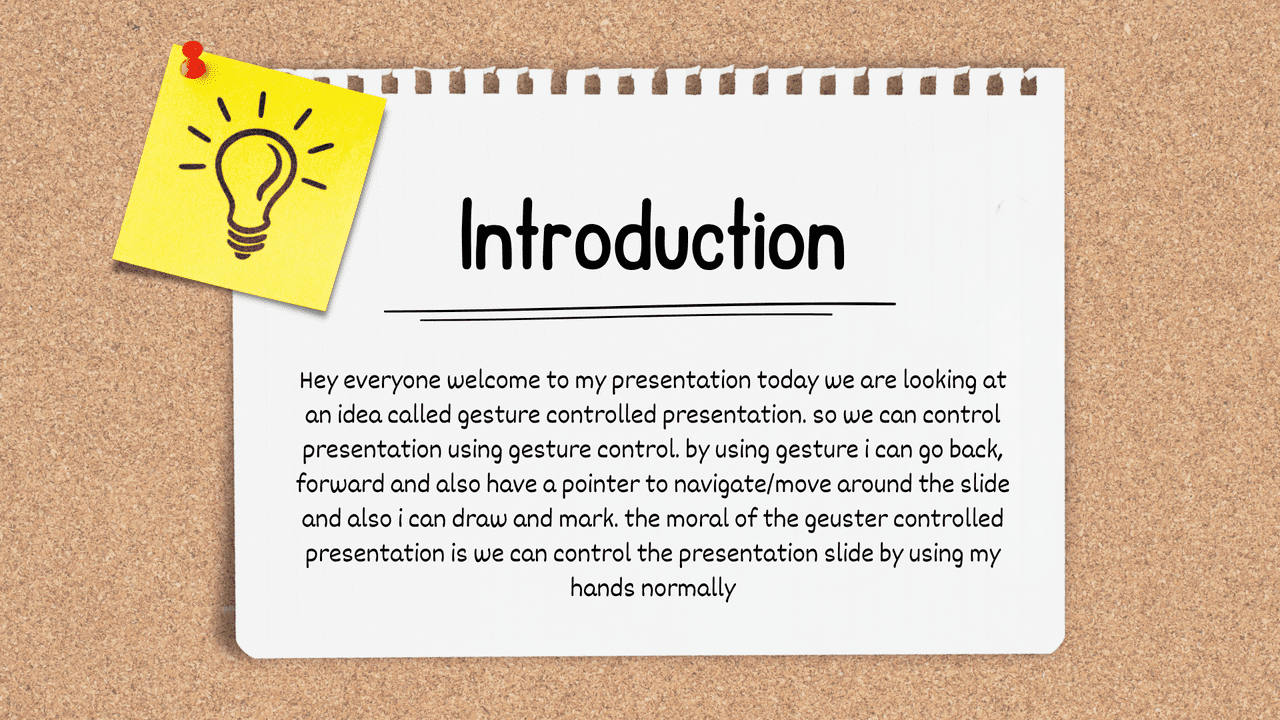 Introduction
Hey everyone welcome to my presentation today we are looking at
an idea called gesture controlled presentation. so we can control
presentation using gesture control. by using gesture i can go back,
forward and also have a pointer to navigate/move around the slide
and also i can draw and mark. the moral of the geuster controlled
presentation is we can control the presentation slide by using my
hands normally